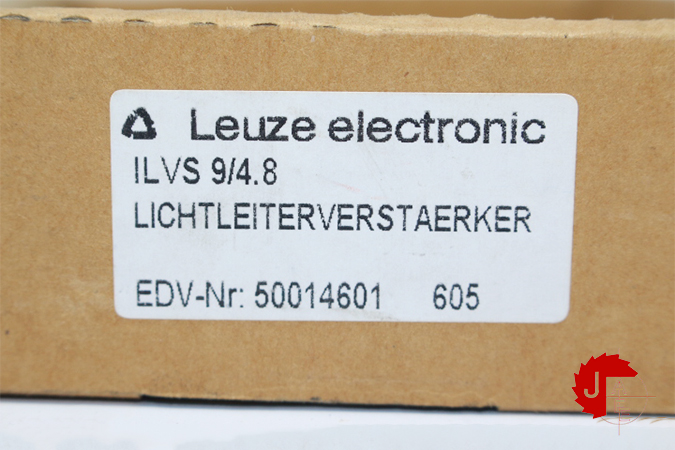 Leuze electronic
ILVS 9/4.8
LICHTLEITERVERSTAERKER
EDV-Nr: 50014601 605
J